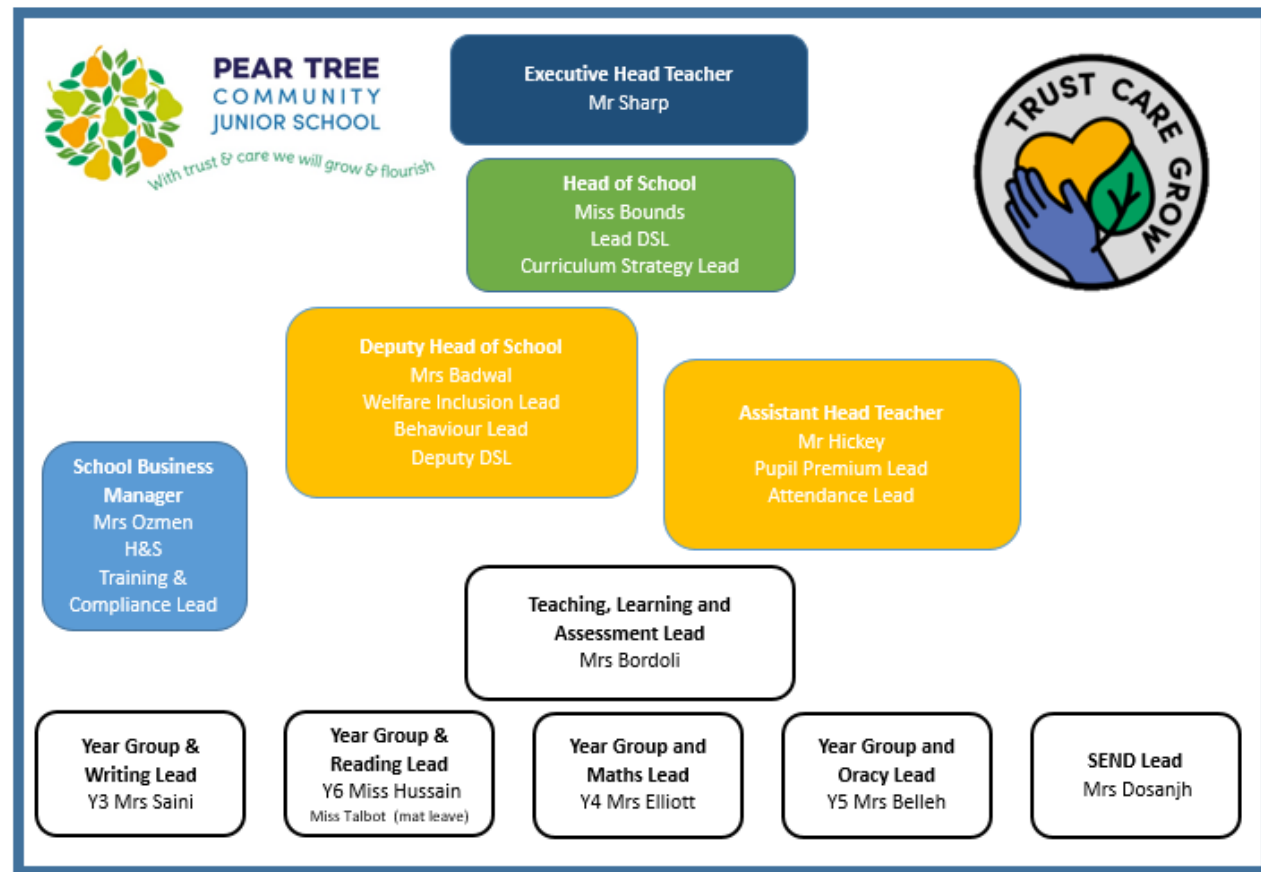 PEAR TREE
COMMUNITY
JUNIOR SCHOOL
With trust & care we will grow & flourish
Executive Head Teacher
Mr Sharp
TRUST CARE GROW
Head of School
Miss Bounds
Lead DSL
Curriculum Strategy Lead
Deputy Head of School
Mrs Badwal
Welfare Inclusion Lead
Behaviour Lead
Deputy DSL
Assistant Head Teacher
Mr Hickey
Pupil Premium Lead
Attendance Lead
School Business
Manager
Mrs Ozmen
H&S
Training &
Compliance Lead
Teaching, Learning and
Assessment Lead
Mrs Bordoli
Year Group &
Writing Lead
Y3 Mrs Saini
Year Group &
Reading Lead
Y6 Miss Hussain
Miss Talbot (mat leave)
Year Group and
Maths Lead
Y4 Mrs Elliott
Year Group and
Oracy Lead
Y5 Mrs Belleh
SEND Lead
Mrs Dosanjh